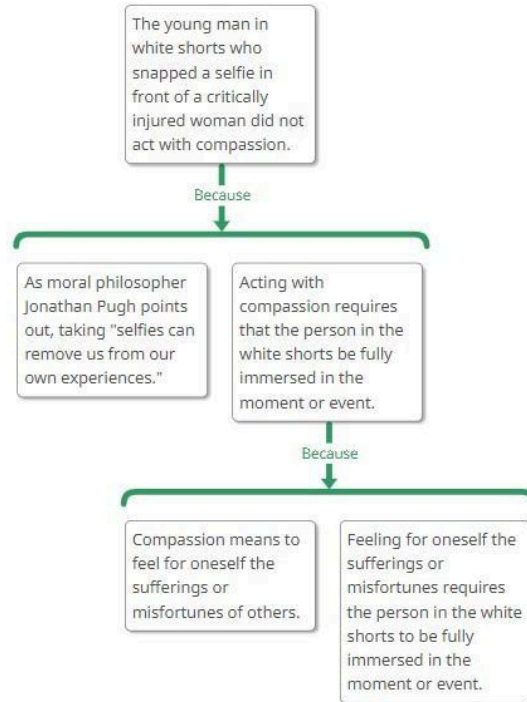 The young man in
white shorts who
snapped a selfie in
front of a critically
injured woman did not
act with compassion.
Because
As moral philosopher
Jonathan Pugh points
out, taking "selfies can
remove us from our
own experiences."
Acting with
compassion requires
that the person in the
white shorts be fully
immersed in the
moment or event.
Because
Compassion means to
feel for oneself the
sufferings or
misfortunes of others.
Feeling for oneself the
sufferings or
misfortunes requires
the person in the white
shorts to be fully
immersed in the
moment or event.